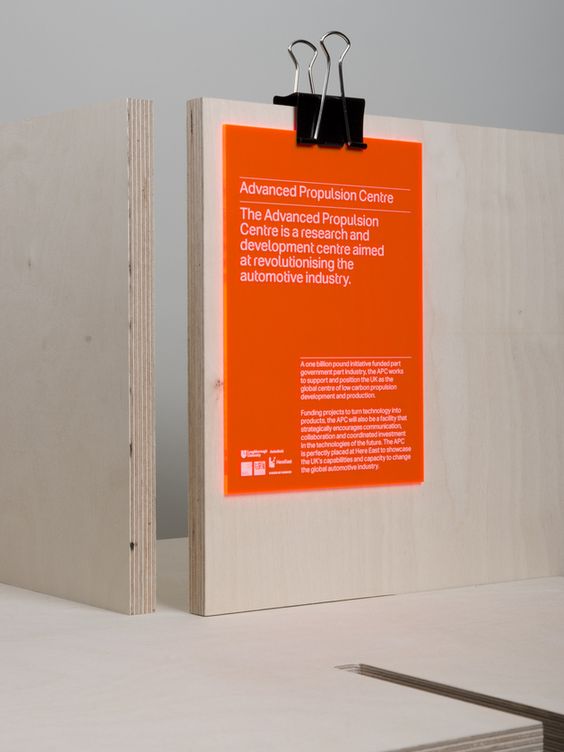 Advanced Propulsion Centre
The Advanced Propulsion
Centre is a research and
development centre aimed
at revolutionising the
automotive industry.
A one billion pound initiative funded part
government part industry, the APC works
to support and position the UK as the
global centre of low carbon propulsion
development and production.
Funding projects to turn technology into
products, the APC will also be a facility that
strategically encourages communication,
collaboration and coordinated investment
in the technologies of the future. The APC
is perfectly placed at Here East to showcase
the UK's capabilities and capacity to change
the global automotive industry.
Loughborough
University